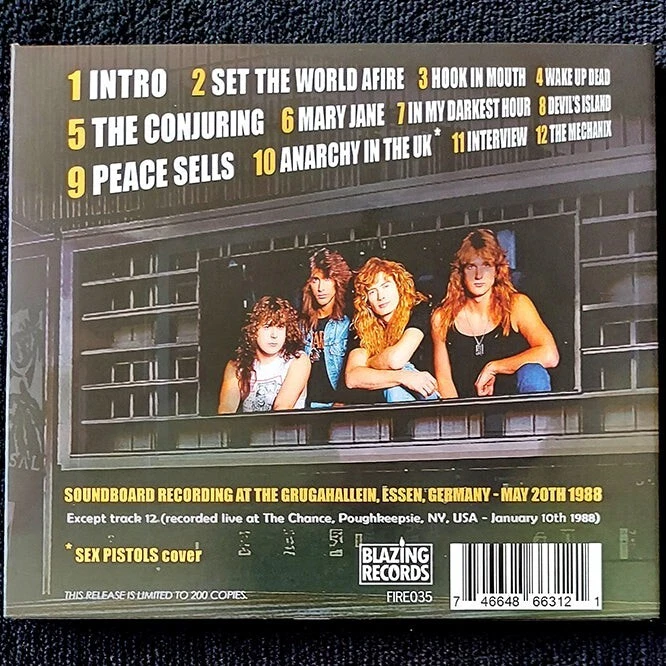 1 INTRO 2 SET THE WORLD AFIRE 3 HOOK IN MOUTH 4 WAKE UP DEAD
5 THE CONJURING 6 MARY JANE 7 IN MY DARKEST HOUR 8 DEVIL'S ISLAND
9 PEACE SELLS 10 ANARCHY IN THE UK* 11 INTERVIEW 12 THE MECHANIX
SAL
SOUNDBOARD RECORDING AT THE GRUGAHALLEIN, ESSEN, GERMANY - MAY 20TH 1988
Except track 12 (recorded live at The Chance, Poughkeepsie, NY, USA - January 10th 1988)
* SEX PISTOLS cover
BLAZING
RECORDS
THIS RELEASE IS LIMITED TO 200 COPIES.
FIRE035
7 46648 66312 1